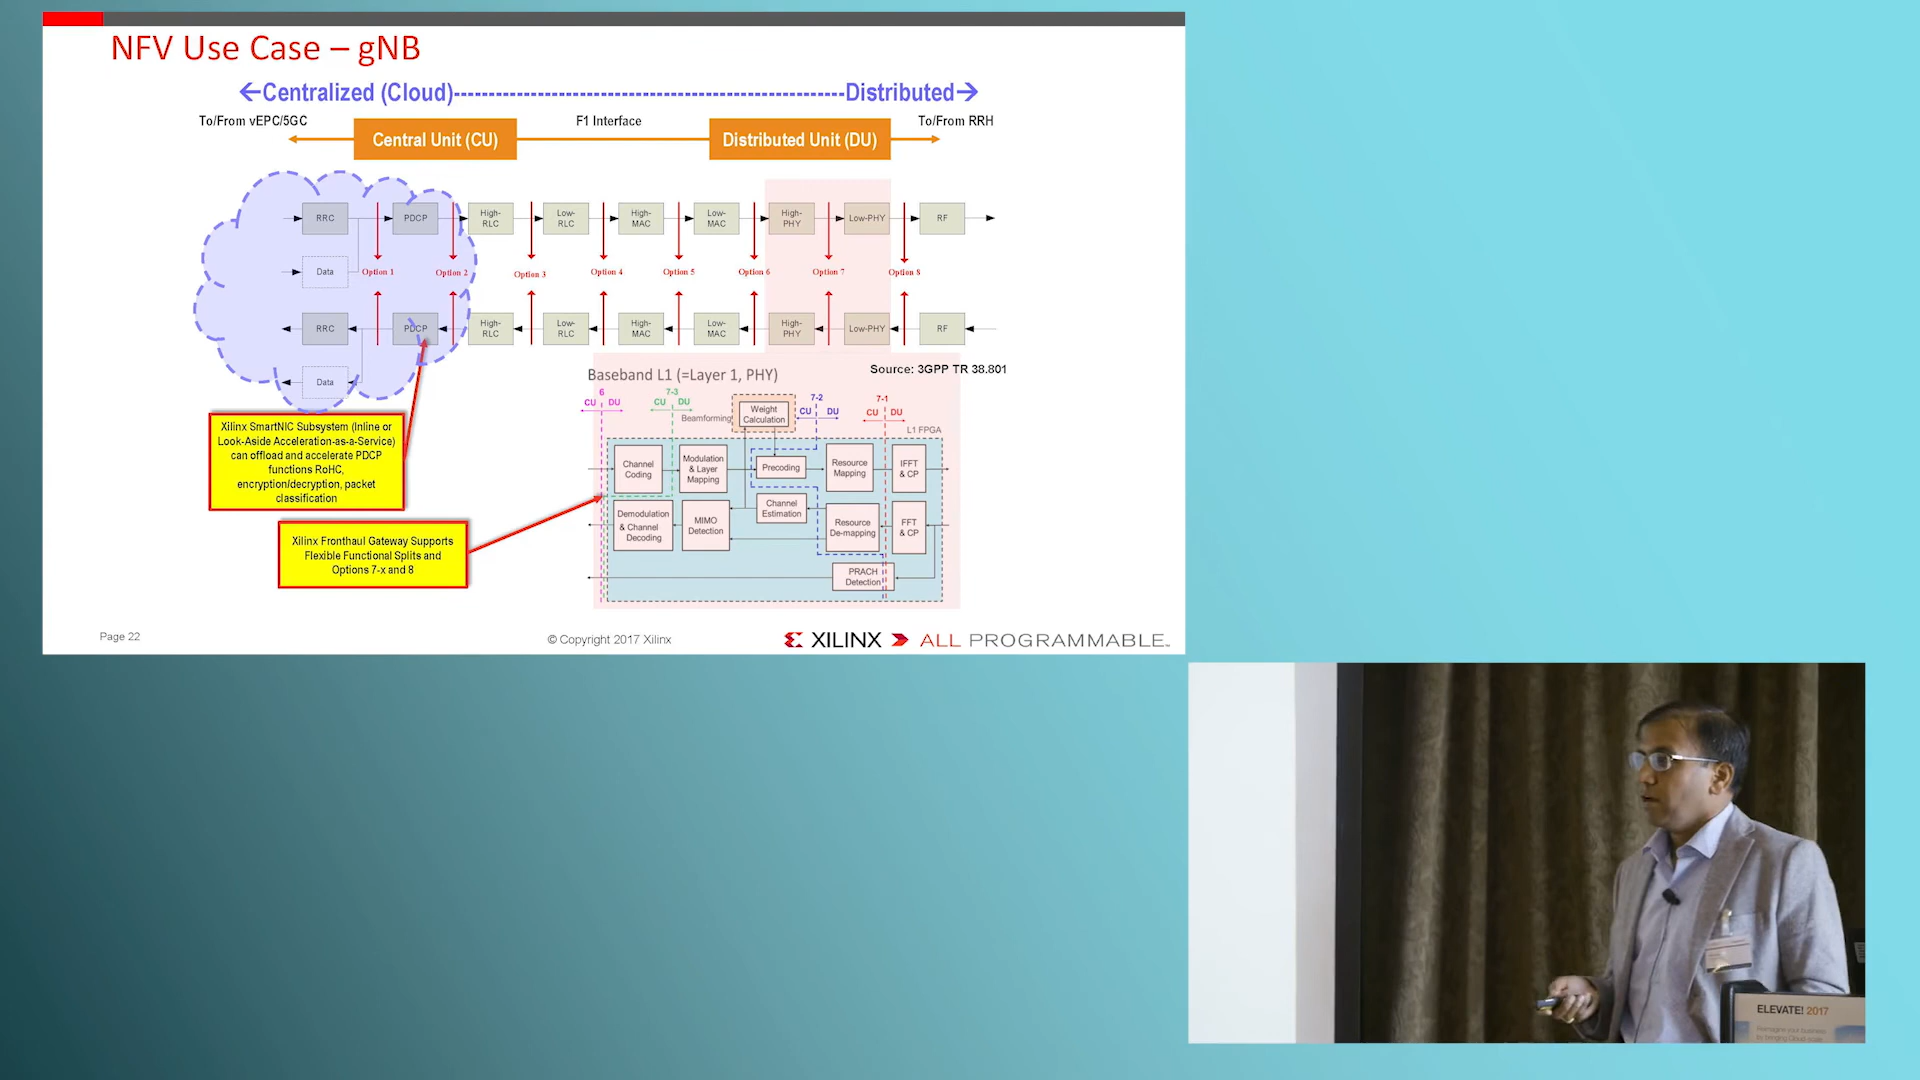 NFV Use Case – gNB
←Centralized (Cloud)--------------------------------------------------------Distributed→
To/From vEPC/5GC
F1 Interface
To/From RRH
Central Unit (CU)
Distributed Unit (DU)
RRC
PDCP
High-
RLC
Low-
RLC
High-
MAC
Low-
MAC
High-
PHY
Low-PHY
RF
Data
Option 1
Option 2
Option 3
Option 4
Option 5
Option 6
Option 7
Option 8
RRC
PDCP
High-
RLC
Low-
RLC
High-
MAC
Low-
MAC
High-
PHY
Low-PHY
RF
Data
Source: 3GPP TR 38.801
Baseband L1 (=Layer 1, PHY)
6
CU DU
7-3
CU DU
Beamforming
Weight
Calculation
7-2
CU DU
7-1
CU DU
L1 FPGA
Channel
Coding
Modulation
& Layer
Mapping
Precoding
Resource
Mapping
IFFT
& CP
Demodulation
& Channel
Decoding
MIMO
Detection
Channel
Estimation
Resource
De-mapping
FFT
& CP
PRACH
Detection
Xilinx SmartNIC Subsystem (Inline or
Look-Aside Acceleration-as-a-Service)
can offload and accelerate PDCP
functions RoHC,
encryption/decryption, packet
classification
Xilinx Fronthaul Gateway Supports
Flexible Functional Splits and
Options 7-x and 8
Page 22
© Copyright 2017 Xilinx
XILINX ALL PROGRAMMABLE
ELEVATE! 2017
Reimagine your business
by bringing Cloud-scale